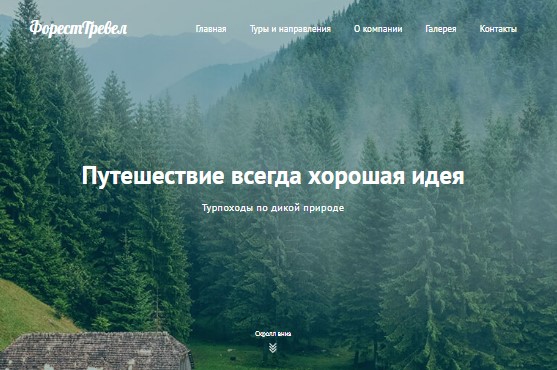 ФорестТревел
Главная Туры и направления О компании Галерея Контакты
Путешествие всегда хорошая идея
Турпоходы по дикой природе
Скролл вниз